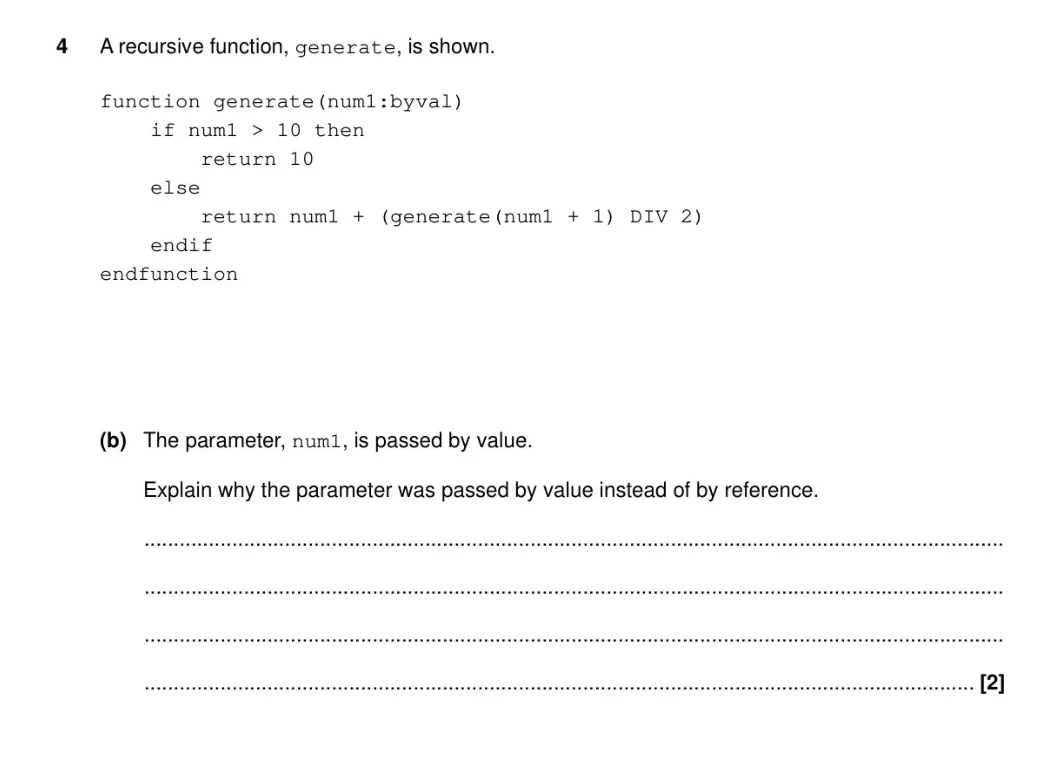 4 A recursive function, generate, is shown.
function generate(num1:byval)
    if num1 > 10 then
        return 10
    else
        return num1 + (generate(num1 + 1) DIV 2)
    endif
endfunction
(b) The parameter, num1, is passed by value.
Explain why the parameter was passed by value instead of by reference.
[2]